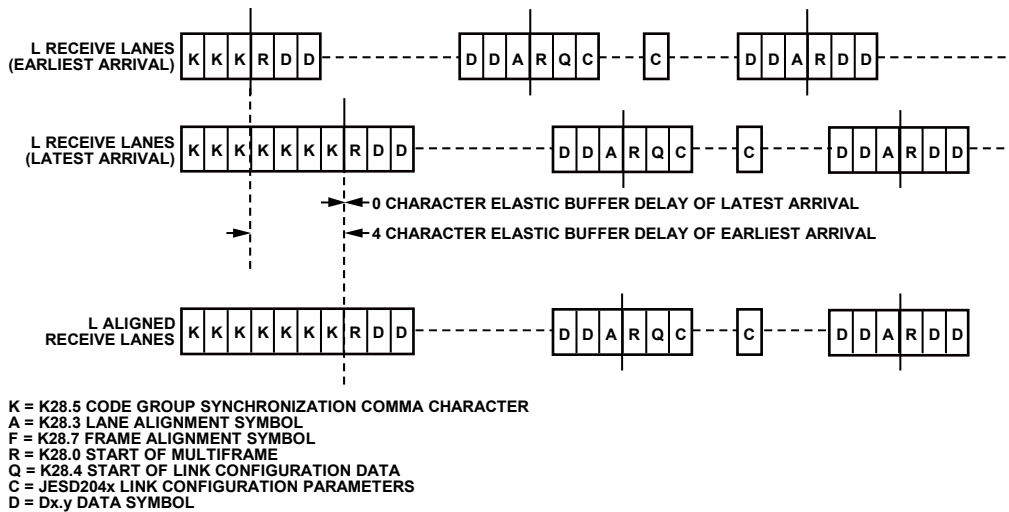 L RECEIVE LANES
(EARLIEST ARRIVAL)
K K K R D D D D A R Q C C D D A R D D
L RECEIVE LANES
(LATEST ARRIVAL)
K K K K K K K R D D D D A R Q C C D D A R D D
0 CHARACTER ELASTIC BUFFER DELAY OF LATEST ARRIVAL
4 CHARACTER ELASTIC BUFFER DELAY OF EARLIEST ARRIVAL
L ALIGNED
RECEIVE LANES
K K K K K K K R D D D D A R Q C C D D A R D D
K = K28.5 CODE GROUP SYNCHRONIZATION COMMA CHARACTER
A = K28.3 LANE ALIGNMENT SYMBOL
F = K28.7 FRAME ALIGNMENT SYMBOL
R = K28.0 START OF MULTIFRAME
Q = K28.4 START OF LINK CONFIGURATION DATA
C = JESD204x LINK CONFIGURATION PARAMETERS
D = Dx.y DATA SYMBOL